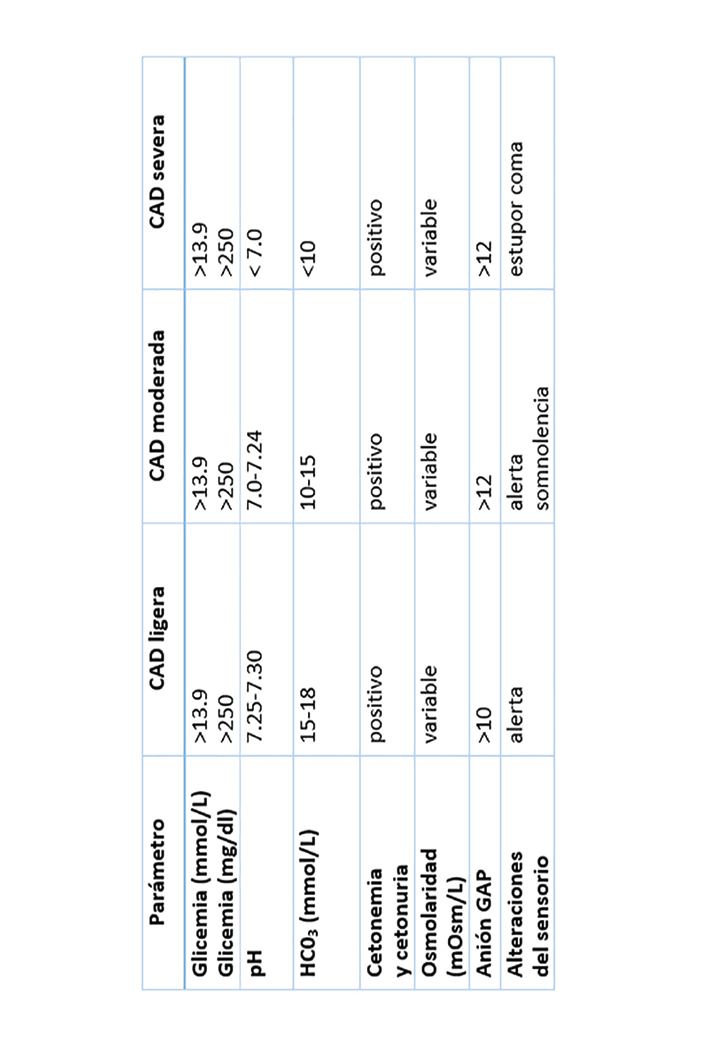 Parámetro CAD ligera CAD moderada CAD severa
Glicemia (mmol/L) >13.9 >13.9 >13.9
Glicemia (mg/dl) >250 >250 >250
pH 7.25-7.30 7.0-7.24 < 7.0
HC0₃ (mmol/L) 15-18 10-15 <10
Cetonemia
y cetonuria positivo positivo positivo
Osmolaridad variable variable variable
(mOsm/L)
Anión GAP >10 >12 >12
Alteraciones alerta alerta estupor coma
del sensorio somnolencia